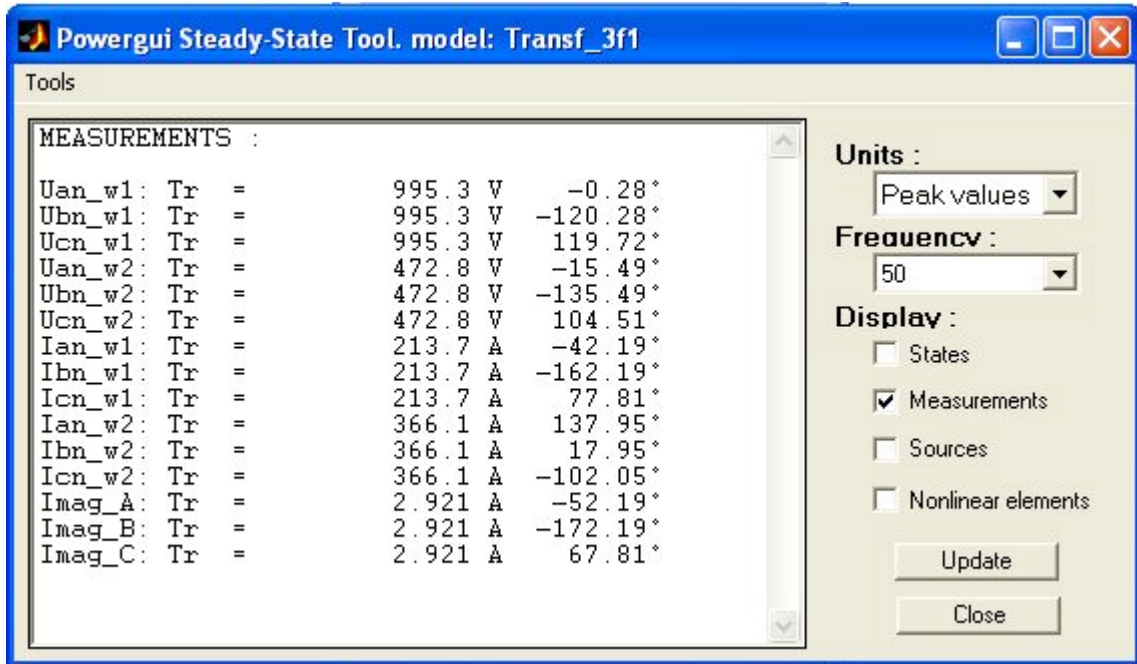 Powergui Steady-State Tool. model: Transf_3f1
Tools
MEASUREMENTS :
Uan_w1: Tr = 995.3 V -0.28°
Ubn_w1: Tr = 995.3 V -120.28°
Ucn_w1: Tr = 995.3 V 119.72°
Uan_w2: Tr = 472.8 V -15.49°
Ubn_w2: Tr = 472.8 V -135.49°
Ucn_w2: Tr = 472.8 V 104.51°
Ian_w1: Tr = 213.7 A -42.19°
Ibn_w1: Tr = 213.7 A -162.19°
Icn_w1: Tr = 213.7 A 77.81°
Ian_w2: Tr = 366.1 A 137.95°
Ibn_w2: Tr = 366.1 A 17.95°
Icn_w2: Tr = 366.1 A -102.05°
Imag_A: Tr = 2.921 A -52.19°
Imag_B: Tr = 2.921 A -172.19°
Imag_C: Tr = 2.921 A 67.81°
Units :
Peak values
Frequency :
50
Display :
States
Measurements
Sources
Nonlinear elements
Update
Close